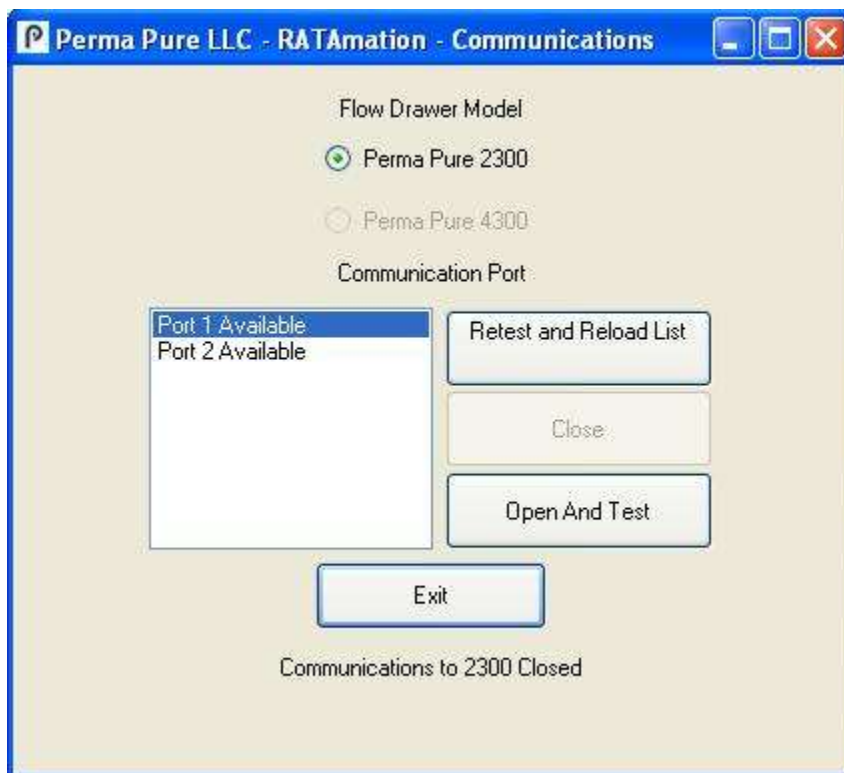 Perma Pure LLC - RATAmation - Communications
Flow Drawer Model
Perma Pure 2300
Perma Pure 4300
Communication Port
Port 1 Available
Port 2 Available
Retest and Reload List
Close
Open And Test
Exit
Communications to 2300 Closed